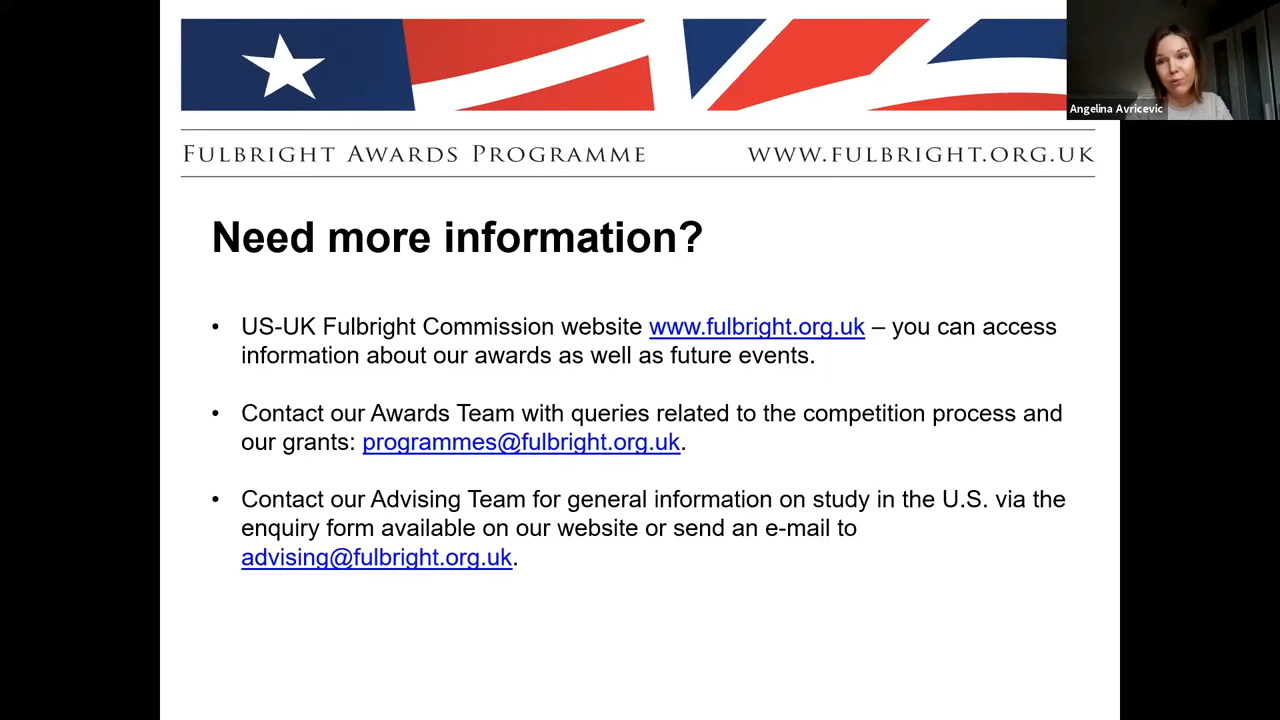 Angelina Avricevic
FULBRIGHT AWARDS PROGRAMME
WWW.FULBRIGHT.ORG.UK
Need more information?
• US-UK Fulbright Commission website www.fulbright.org.uk – you can access
information about our awards as well as future events.
• Contact our Awards Team with queries related to the competition process and
our grants: programmes@fulbright.org.uk.
• Contact our Advising Team for general information on study in the U.S. via the
enquiry form available on our website or send an e-mail to
advising@fulbright.org.uk.